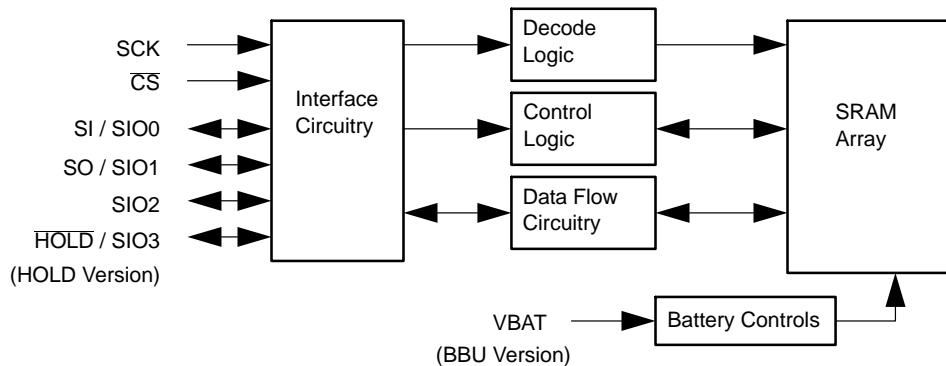 SCK
CS
SI / SIO0
SO / SIO1
SIO2
HOLD / SIO3
(HOLD Version)
Interface
Circuitry
Decode
Logic
Control
Logic
Data Flow
Circuitry
SRAM
Array
VBAT
(BBU Version)
Battery Controls